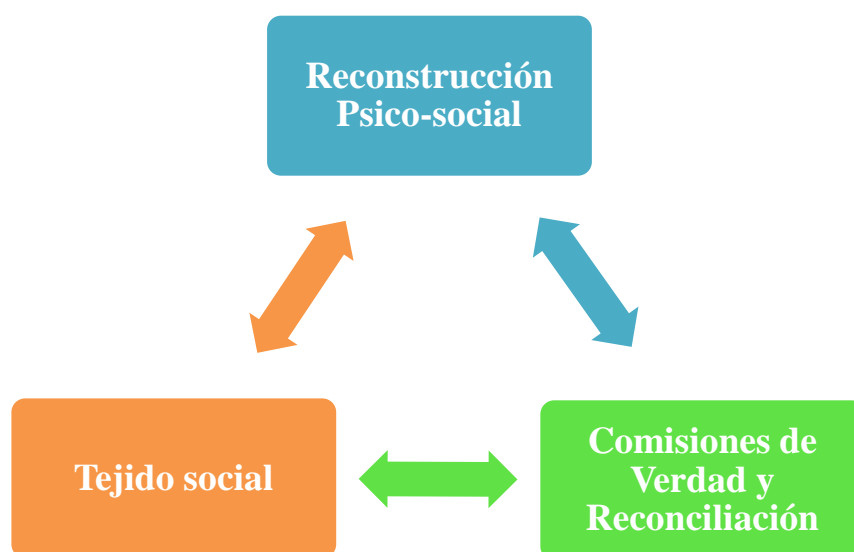 Reconstrucción
Psico-social
Tejido social
Comisiones de
Verdad y
Reconciliación